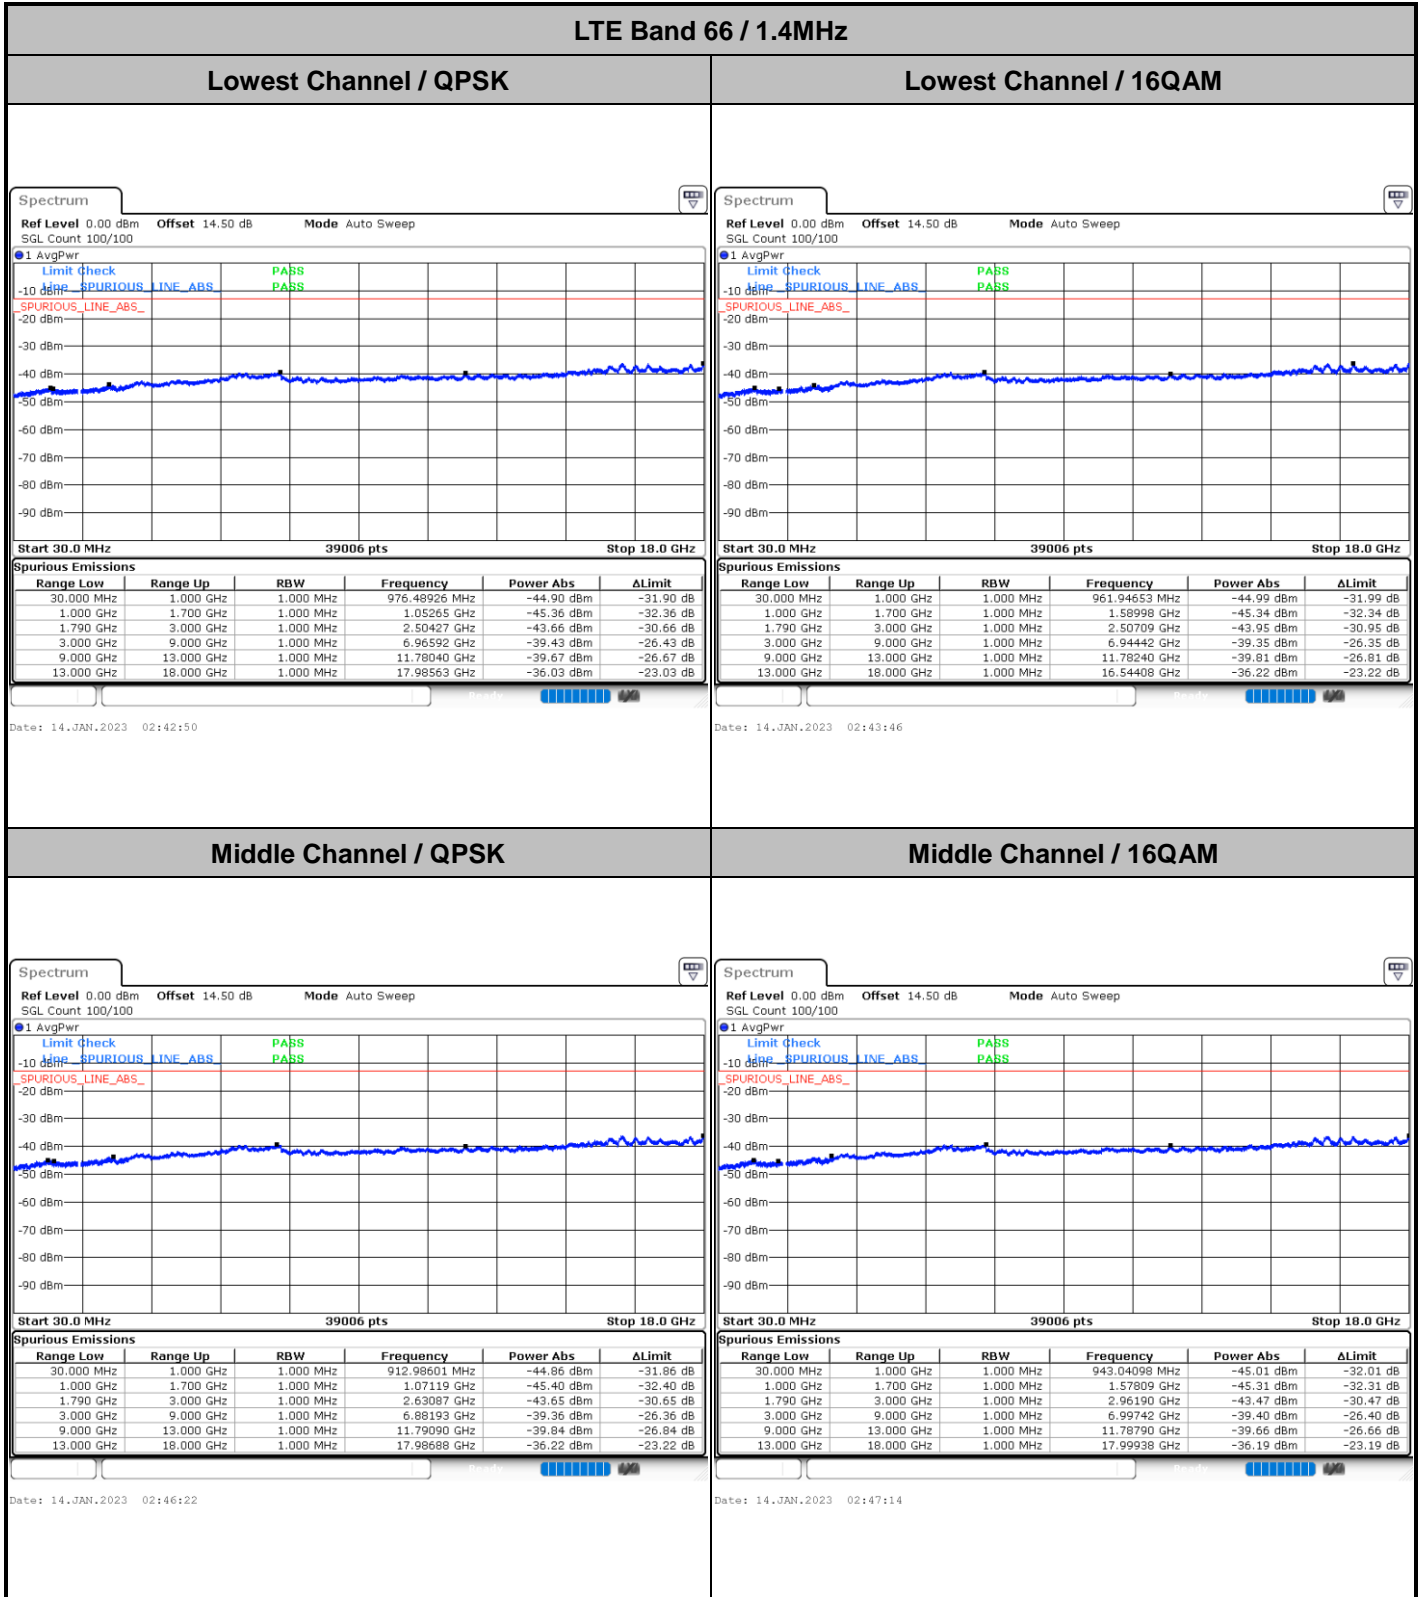 LTE Band 66 / 1.4MHz
Lowest Channel / QPSK
Lowest Channel / 16QAM
Spectrum
Ref Level 0.00 dBm Offset 14.50 dB Mode Auto Sweep
SGL Count 100/100
1 AvgPwr
Limit Check PASS
Line _SPURIOUS_LINE_ABS_ PASS
-10 dBm
_SPURIOUS_LINE_ABS_
-20 dBm
-30 dBm
-40 dBm
-50 dBm
-60 dBm
-70 dBm
-80 dBm
-90 dBm
Start 30.0 MHz 39006 pts Stop 18.0 GHz
Spurious Emissions
Range Low Range Up RBW Frequency Power Abs ΔLimit
30.000 MHz 1.000 GHz 1.000 MHz 976.48926 MHz -44.90 dBm -31.90 dB
1.000 GHz 1.700 GHz 1.000 MHz 1.05265 GHz -45.36 dBm -32.36 dB
1.790 GHz 3.000 GHz 1.000 MHz 2.50427 GHz -43.66 dBm -30.66 dB
3.000 GHz 9.000 GHz 1.000 MHz 6.96592 GHz -39.43 dBm -26.43 dB
9.000 GHz 13.000 GHz 1.000 MHz 11.78040 GHz -39.67 dBm -26.67 dB
13.000 GHz 18.000 GHz 1.000 MHz 17.98563 GHz -36.03 dBm -23.03 dB
Ready
Date: 14.JAN.2023 02:42:50
Spectrum
Ref Level 0.00 dBm Offset 14.50 dB Mode Auto Sweep
SGL Count 100/100
1 AvgPwr
Limit Check PASS
Line _SPURIOUS_LINE_ABS_ PASS
-10 dBm
_SPURIOUS_LINE_ABS_
-20 dBm
-30 dBm
-40 dBm
-50 dBm
-60 dBm
-70 dBm
-80 dBm
-90 dBm
Start 30.0 MHz 39006 pts Stop 18.0 GHz
Spurious Emissions
Range Low Range Up RBW Frequency Power Abs ΔLimit
30.000 MHz 1.000 GHz 1.000 MHz 961.94653 MHz -44.99 dBm -31.99 dB
1.000 GHz 1.700 GHz 1.000 MHz 1.58998 GHz -45.34 dBm -32.34 dB
1.790 GHz 3.000 GHz 1.000 MHz 2.50709 GHz -43.95 dBm -30.95 dB
3.000 GHz 9.000 GHz 1.000 MHz 6.94442 GHz -39.35 dBm -26.35 dB
9.000 GHz 13.000 GHz 1.000 MHz 11.78240 GHz -39.81 dBm -26.81 dB
13.000 GHz 18.000 GHz 1.000 MHz 16.54408 GHz -36.22 dBm -23.22 dB
Ready
Date: 14.JAN.2023 02:43:46
Middle Channel / QPSK
Middle Channel / 16QAM
Spectrum
Ref Level 0.00 dBm Offset 14.50 dB Mode Auto Sweep
SGL Count 100/100
1 AvgPwr
Limit Check PASS
Line _SPURIOUS_LINE_ABS_ PASS
-10 dBm
_SPURIOUS_LINE_ABS_
-20 dBm
-30 dBm
-40 dBm
-50 dBm
-60 dBm
-70 dBm
-80 dBm
-90 dBm
Start 30.0 MHz 39006 pts Stop 18.0 GHz
Spurious Emissions
Range Low Range Up RBW Frequency Power Abs ΔLimit
30.000 MHz 1.000 GHz 1.000 MHz 912.98601 MHz -44.86 dBm -31.86 dB
1.000 GHz 1.700 GHz 1.000 MHz 1.07119 GHz -45.40 dBm -32.40 dB
1.790 GHz 3.000 GHz 1.000 MHz 2.63087 GHz -43.65 dBm -30.65 dB
3.000 GHz 9.000 GHz 1.000 MHz 6.88193 GHz -39.36 dBm -26.36 dB
9.000 GHz 13.000 GHz 1.000 MHz 11.79090 GHz -39.84 dBm -26.84 dB
13.000 GHz 18.000 GHz 1.000 MHz 17.98688 GHz -36.22 dBm -23.22 dB
Ready
Date: 14.JAN.2023 02:46:22
Spectrum
Ref Level 0.00 dBm Offset 14.50 dB Mode Auto Sweep
SGL Count 100/100
1 AvgPwr
Limit Check PASS
Line _SPURIOUS_LINE_ABS_ PASS
-10 dBm
_SPURIOUS_LINE_ABS_
-20 dBm
-30 dBm
-40 dBm
-50 dBm
-60 dBm
-70 dBm
-80 dBm
-90 dBm
Start 30.0 MHz 39006 pts Stop 18.0 GHz
Spurious Emissions
Range Low Range Up RBW Frequency Power Abs ΔLimit
30.000 MHz 1.000 GHz 1.000 MHz 943.04098 MHz -45.01 dBm -32.01 dB
1.000 GHz 1.700 GHz 1.000 MHz 1.57809 GHz -45.31 dBm -32.31 dB
1.790 GHz 3.000 GHz 1.000 MHz 2.96190 GHz -43.47 dBm -30.47 dB
3.000 GHz 9.000 GHz 1.000 MHz 6.99742 GHz -39.40 dBm -26.40 dB
9.000 GHz 13.000 GHz 1.000 MHz 11.78790 GHz -39.66 dBm -26.66 dB
13.000 GHz 18.000 GHz 1.000 MHz 17.99938 GHz -36.19 dBm -23.19 dB
Ready
Date: 14.JAN.2023 02:47:14